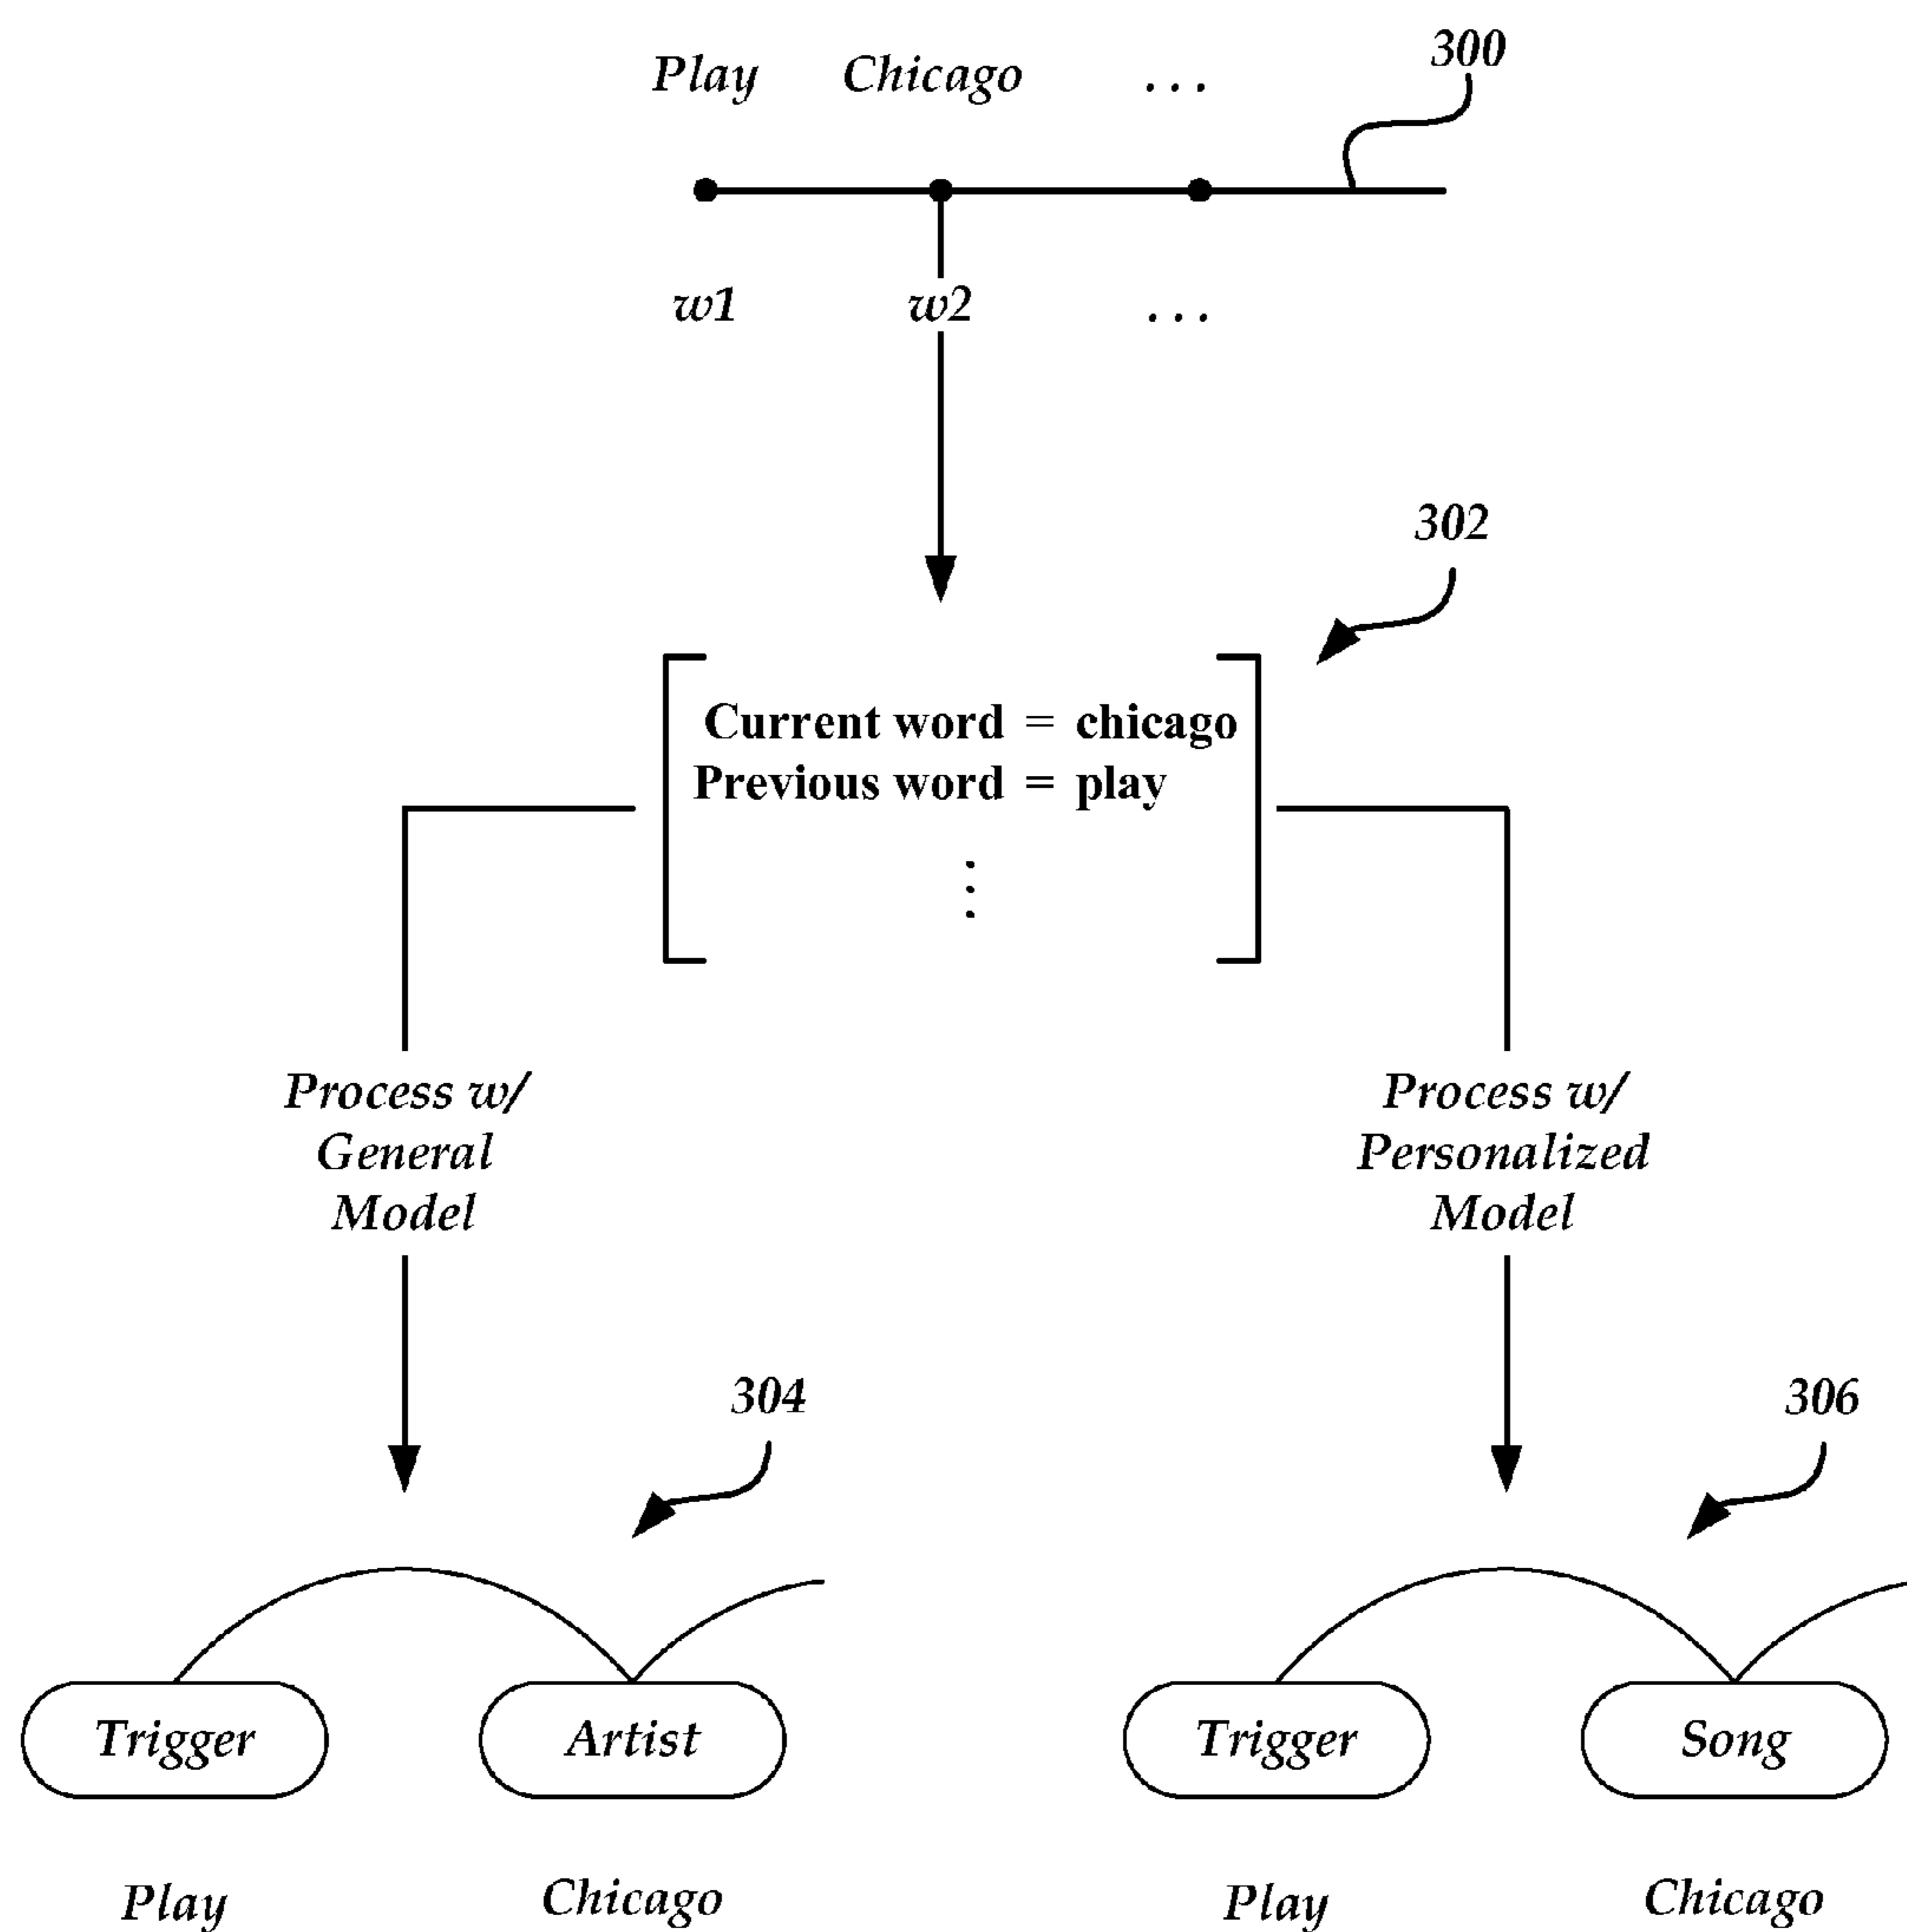 Play Chicago ... 300
w1 w2 ...
302
Current word = chicago
Previous word = play
⋮
Process w/
General
Model
Process w/
Personalized
Model
304
306
Trigger Artist
Trigger Song
Play Chicago
Play Chicago